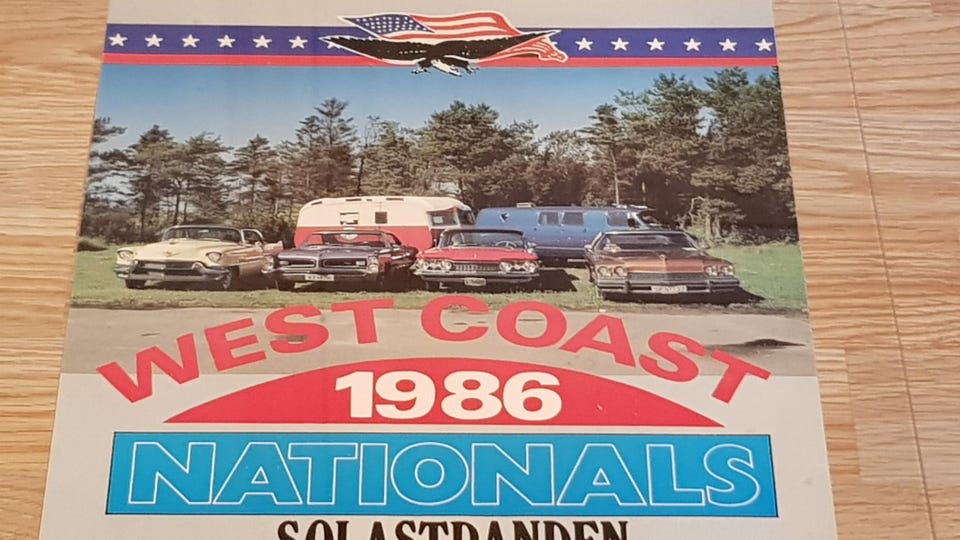 WEST COAST
1986
NATIONALS
SOLASTRANDEN